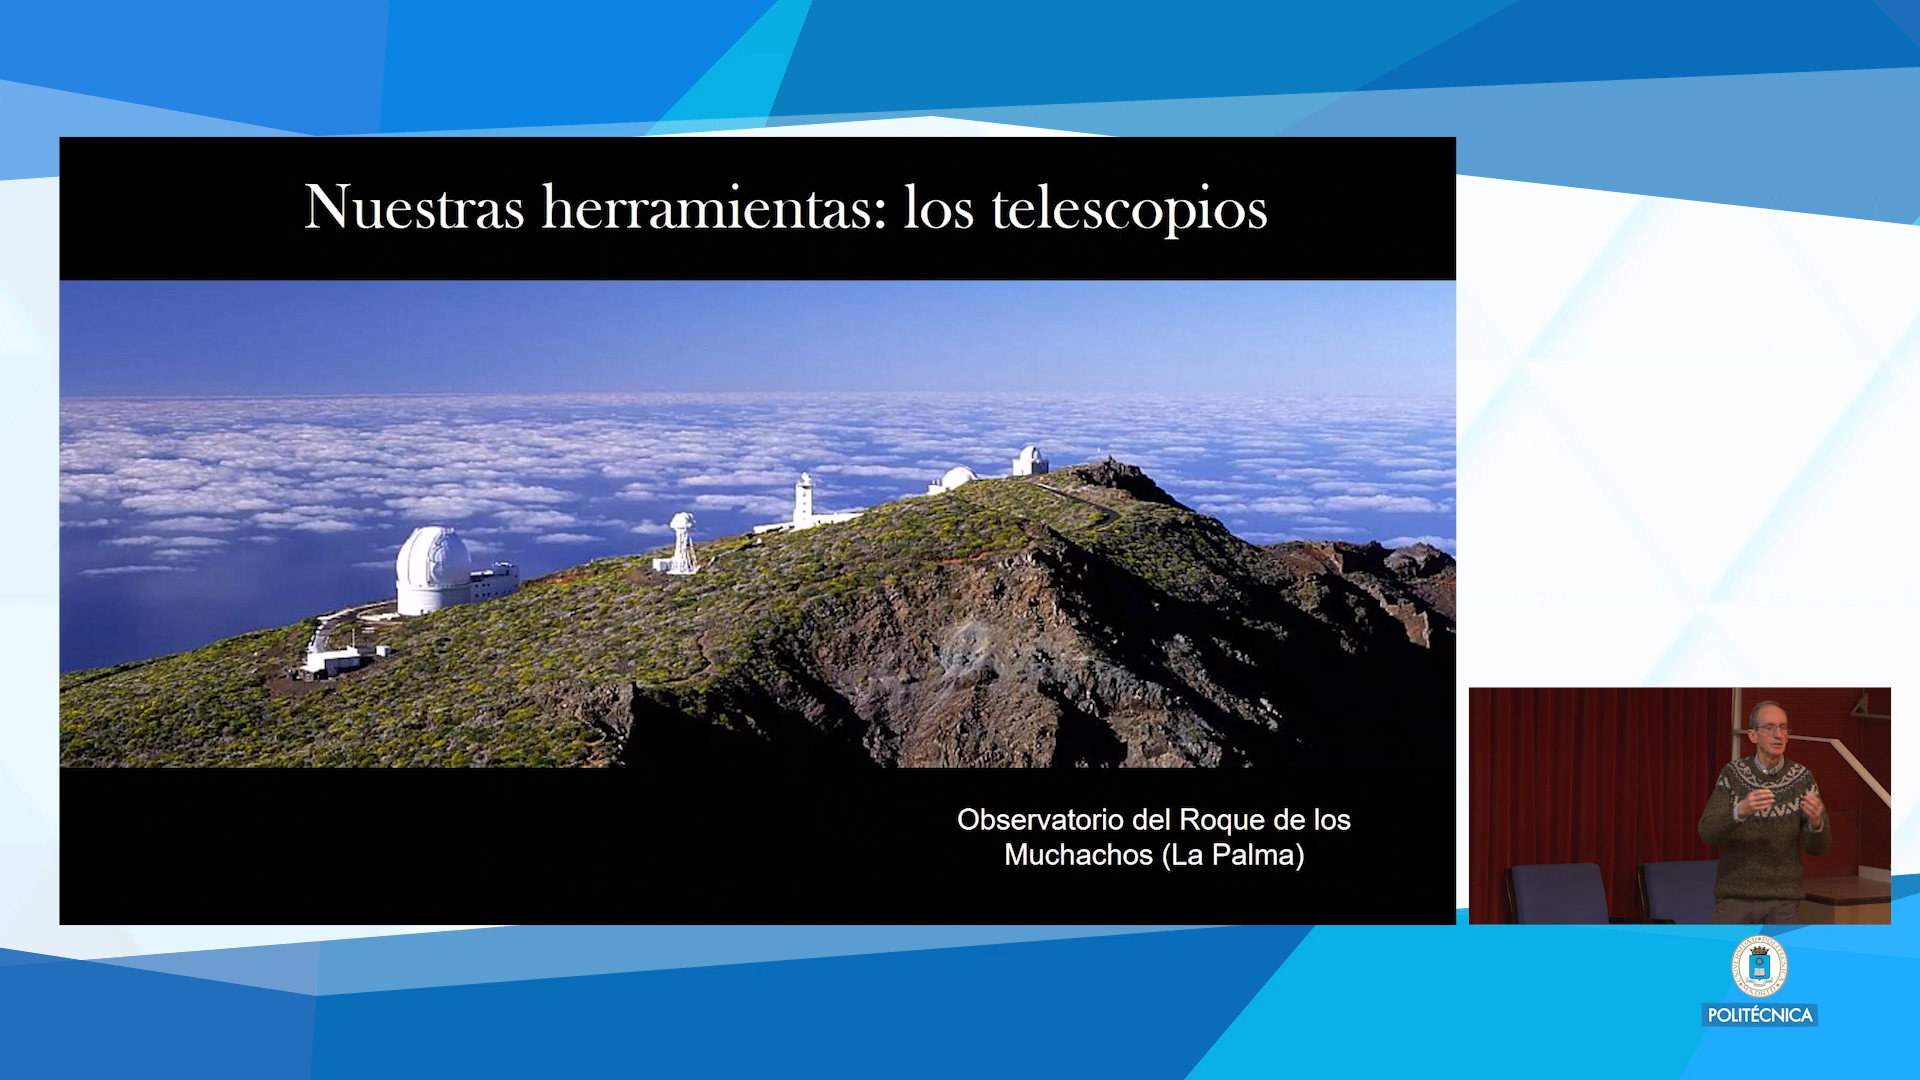 Nuestras herramientas: los telescopios
Observatorio del Roque de los
Muchachos (La Palma)
POLITÉCNICA